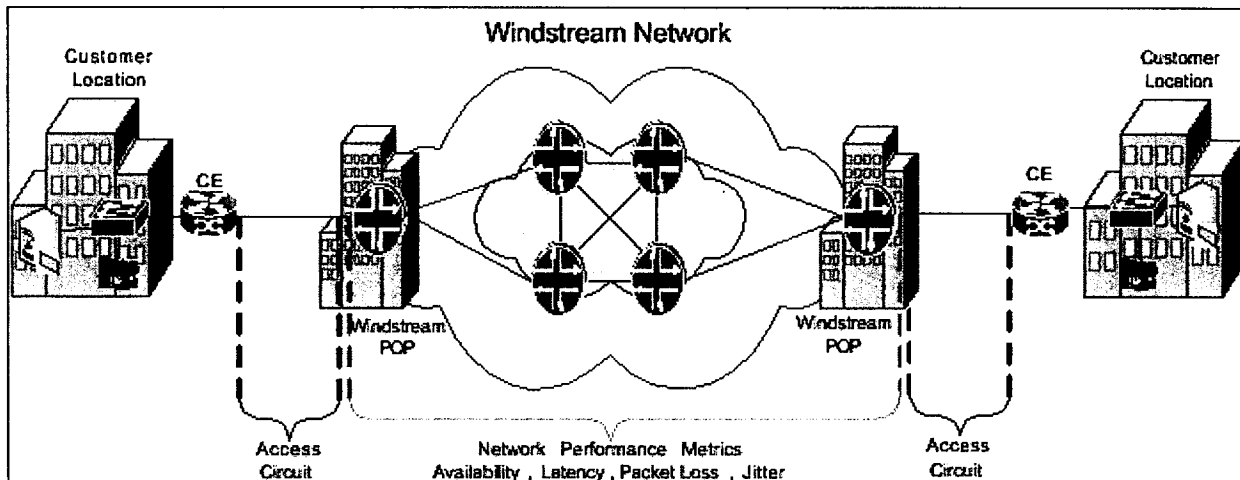 Windstream Network
Customer
Location
Customer
Location
CE
CE
Windstream
POP
Windstream
POP
Access
Circuit
Network Performance Metrics
Availability , Latency , Packet Loss , Jitter
Access
Circuit